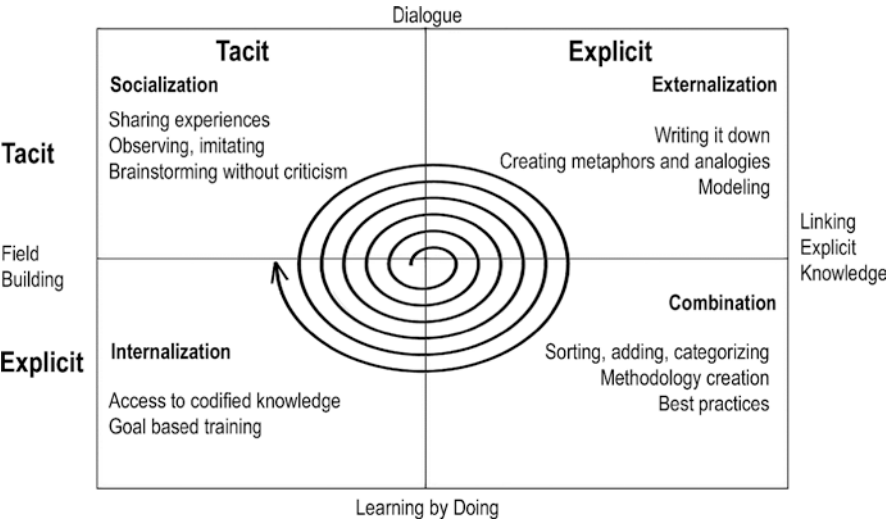 Dialogue
Tacit
Explicit
Socialization
Sharing experiences
Observing, imitating
Brainstorming without criticism
Externalization
Writing it down
Creating metaphors and analogies
Modeling
Tacit
Field
Building
Linking
Explicit
Knowledge
Explicit
Internalization
Access to codified knowledge
Goal based training
Combination
Sorting, adding, categorizing
Methodology creation
Best practices
Learning by Doing